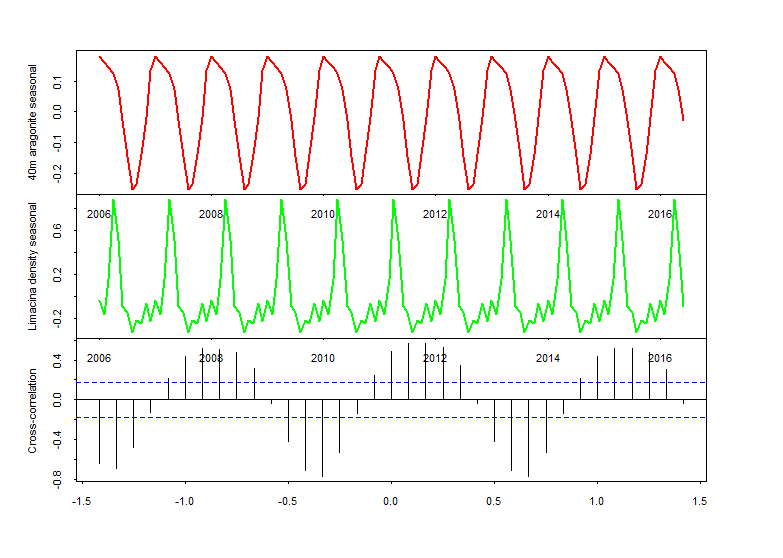 40m aragonite seasonal
0.1
0.0
-0.1
-0.2
2006 2008 2010 2012 2014 2016
Limacina density seasonal
0.6
0.2
-0.2
2006 2008 2010 2012 2014 2016
Cross-correlation
0.4
0.0
-0.4
-0.8
-1.5 -1.0 -0.5 0.0 0.5 1.0 1.5